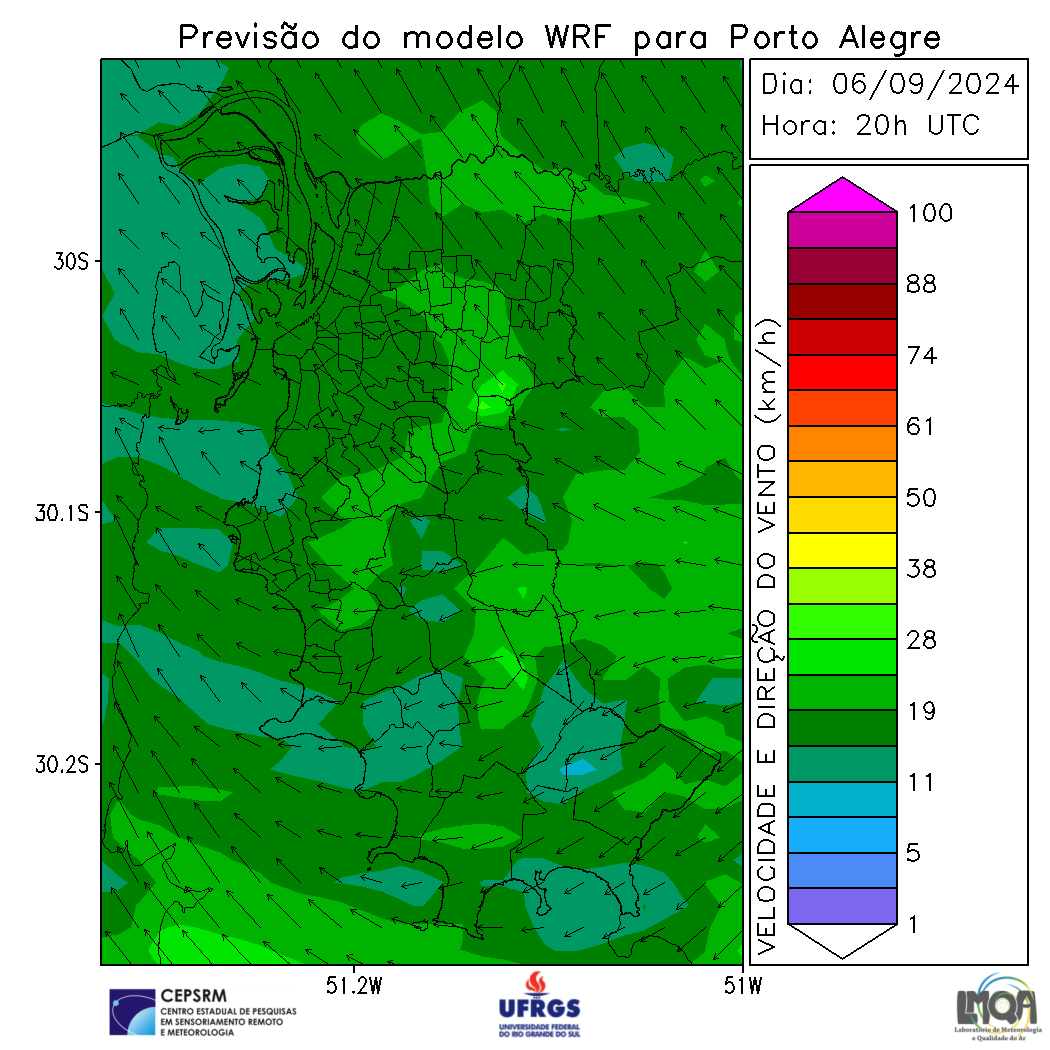 Previsão do modelo WRF para Porto Alegre
Dia: 06/09/2024
Hora: 20h UTC
30S
30.1S
30.2S
51.2W
51W
VELOCIDADE E DIREÇÃO DO VENTO (km/h)
100
88
74
61
50
38
28
19
11
5
1
CEPSRM
CENTRO ESTADUAL DE PESQUISAS
EM SENSORIAMENTO REMOTO
E METEOROLOGIA
UFRGS
UNIVERSIDADE FEDERAL
DO RIO GRANDE DO SUL
LMQA
Laboratório de Meteorologia
e Qualidade do Ar